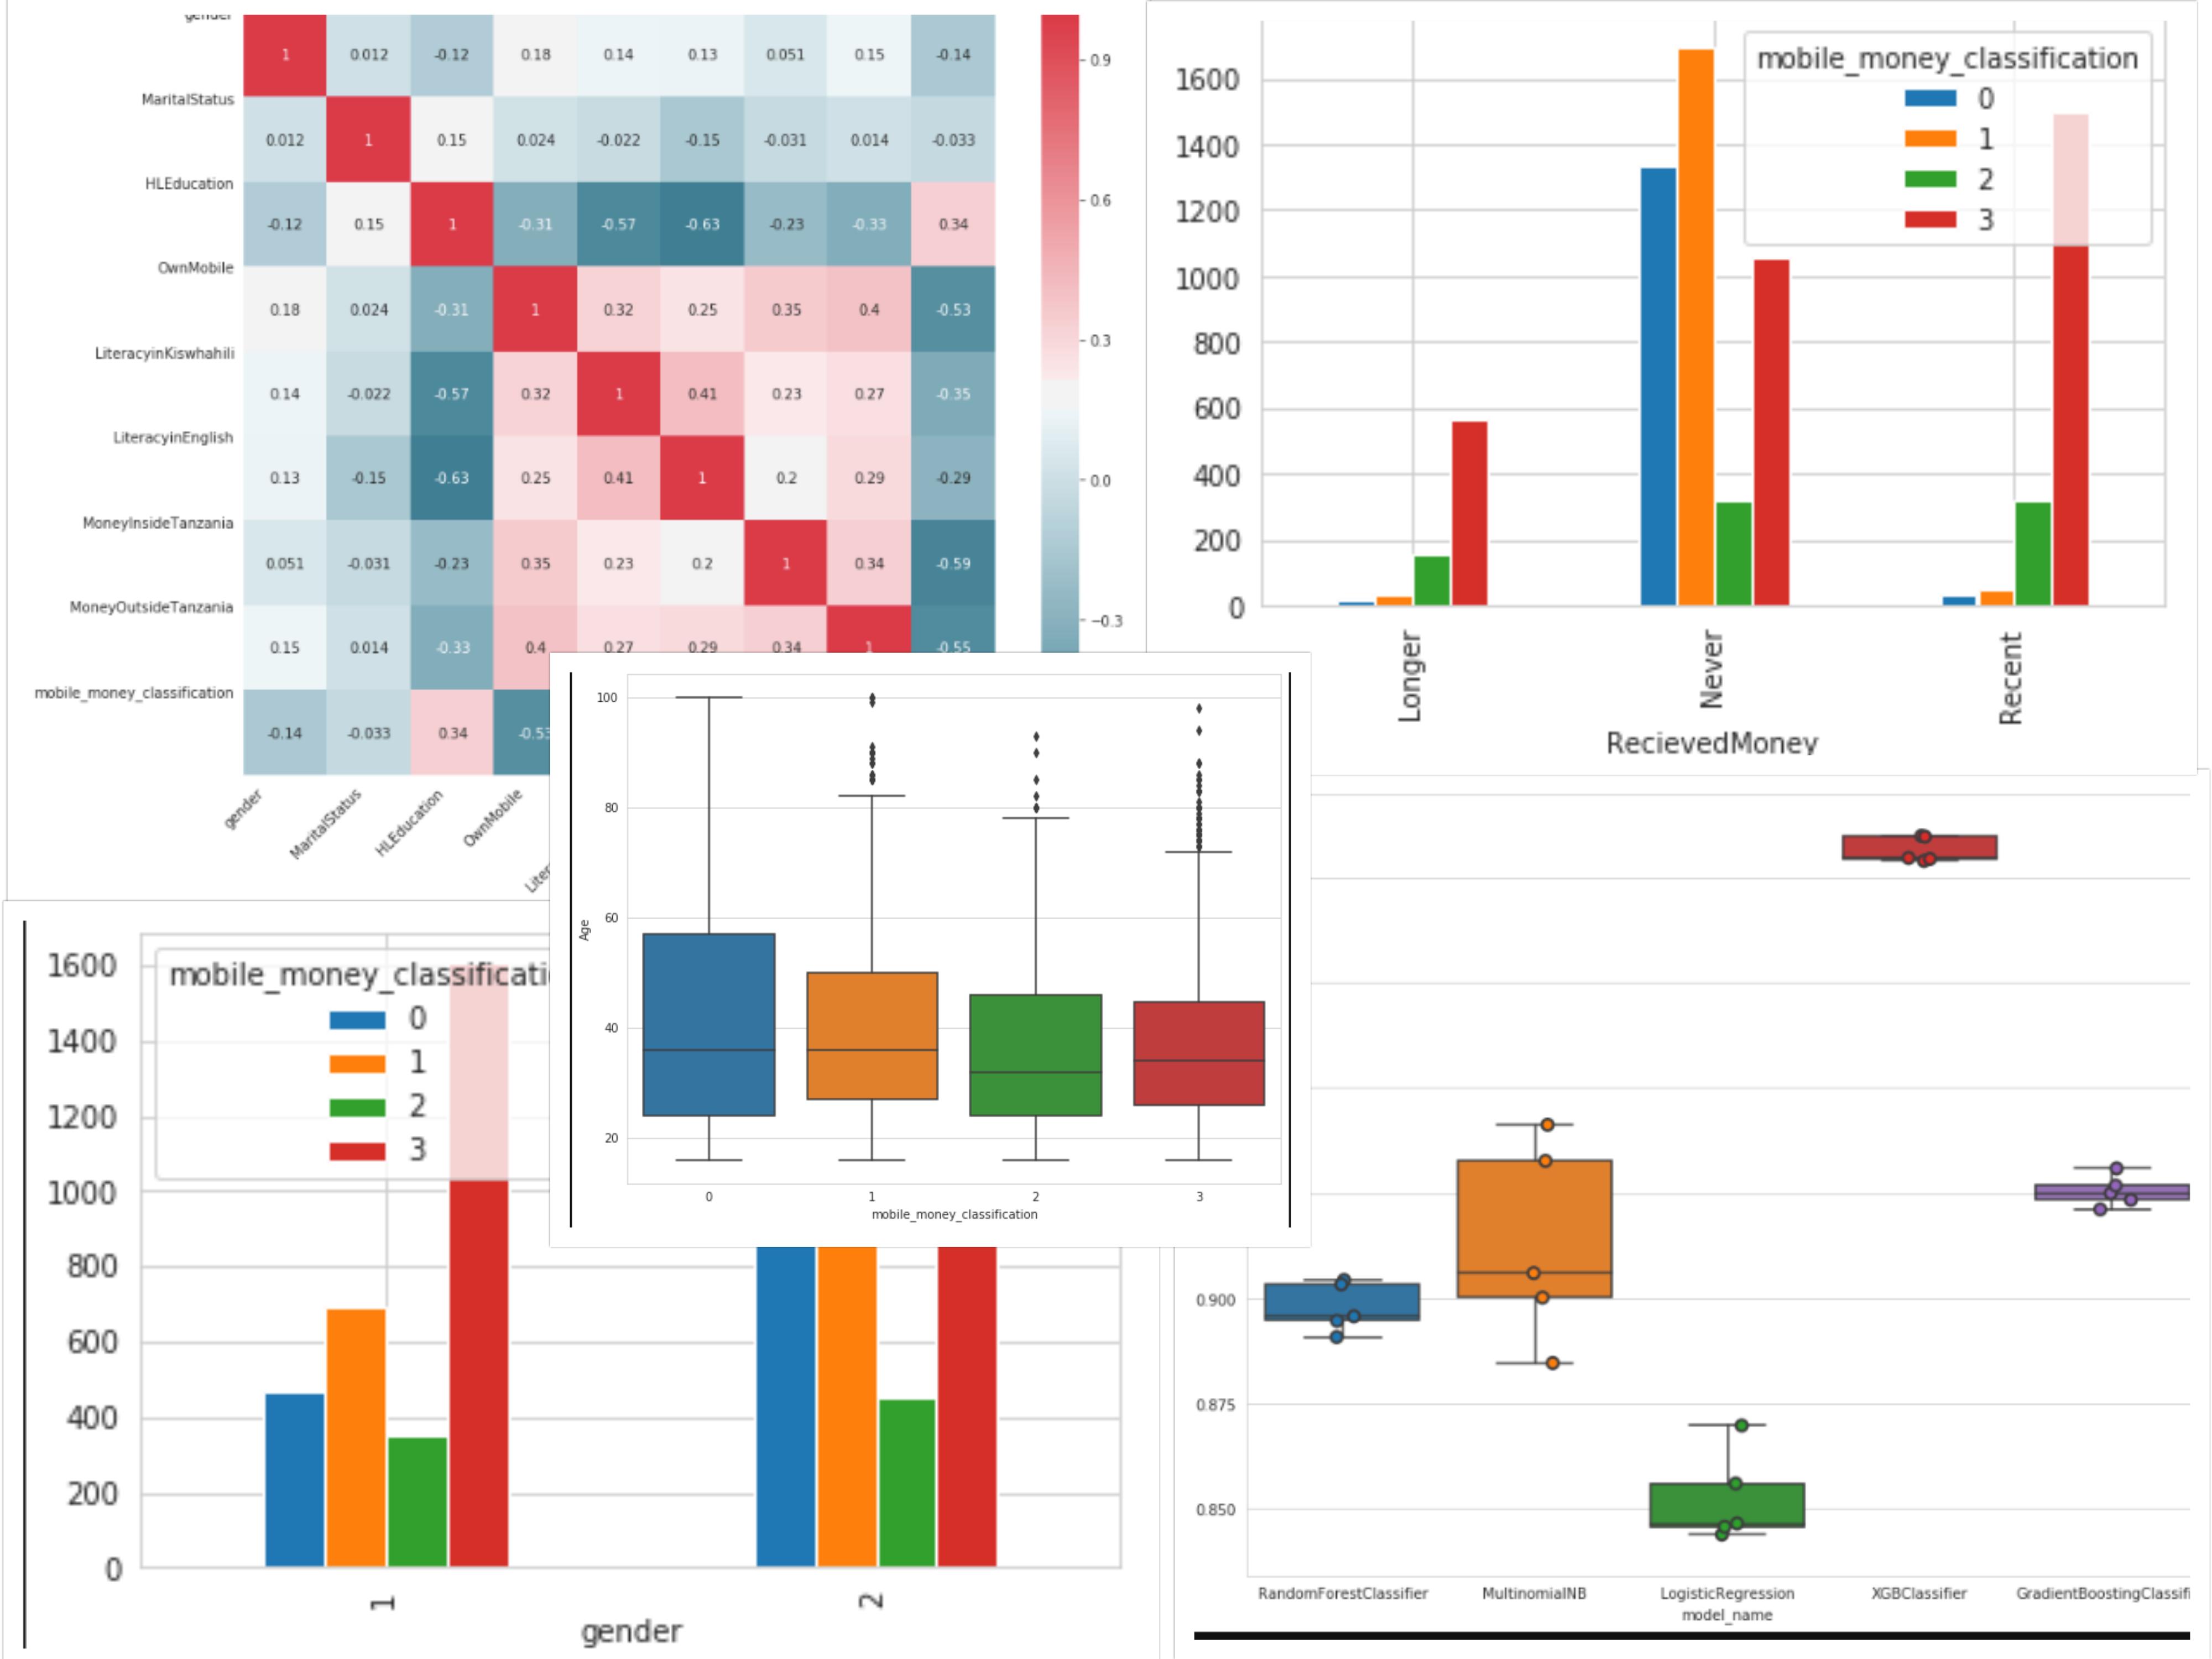 gender
1 0.012 -0.12 0.18 0.14 0.13 0.051 0.15 -0.14
MaritalStatus
0.012 1 0.15 0.024 -0.022 -0.15 -0.031 0.014 -0.033
HLEducation
-0.12 0.15 1 -0.31 -0.57 -0.63 -0.23 -0.33 0.34
OwnMobile
0.18 0.024 -0.31 1 0.32 0.25 0.35 0.4 -0.53
LiteracyinKiswhahili
0.14 -0.022 -0.57 0.32 1 0.41 0.23 0.27 -0.35
LiteracyinEnglish
0.13 -0.15 -0.63 0.25 0.41 1 0.2 0.29 -0.29
MoneyInsideTanzania
0.051 -0.031 -0.23 0.35 0.23 0.2 1 0.34 -0.59
MoneyOutsideTanzania
0.15 0.014 -0.33 0.4 0.27 0.29 0.34 1 -0.55
mobile_money_classification
-0.14 -0.033 0.34 -0.53
gender MaritalStatus HLEducation OwnMobile Liter
0.9
0.6
0.3
0.0
−0.3
mobile_money_classification
0
1
2
3
1600
1400
1200
1000
800
600
400
200
0
Longer Never Recent
RecievedMoney
100
80
60
40
20
Age
0 1 2 3
mobile_money_classification
mobile_money_classificatio
0
1
2
3
1600
1400
1200
1000
800
600
400
200
0
1 2
gender
0.900
0.875
0.850
RandomForestClassifier MultinomialNB LogisticRegression XGBClassifier GradientBoostingClassifi
model_name